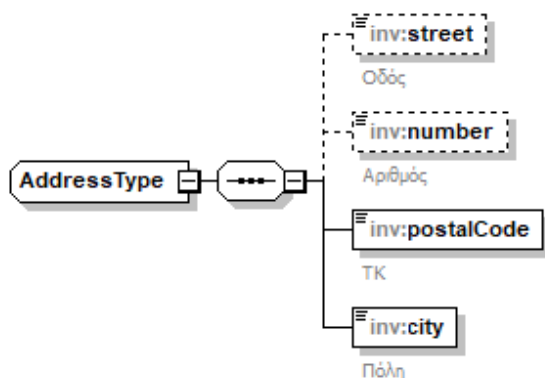 inv:street
Οδός
inv:number
Αριθμός
AddressType
inv:postalCode
ΤΚ
inv:city
Πόλη